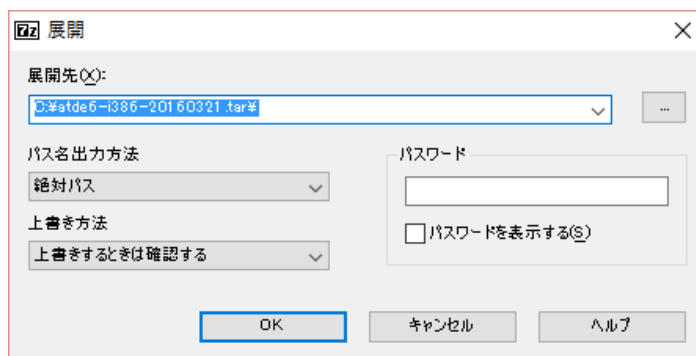 7z 展開
展開先(X):
C:¥atde6-i386-20160321.tar¥
...
パス名出力方法
絶対パス
上書き方法
上書きするときは確認する
パスワード
パスワードを表示する(S)
OK
キャンセル
ヘルプ